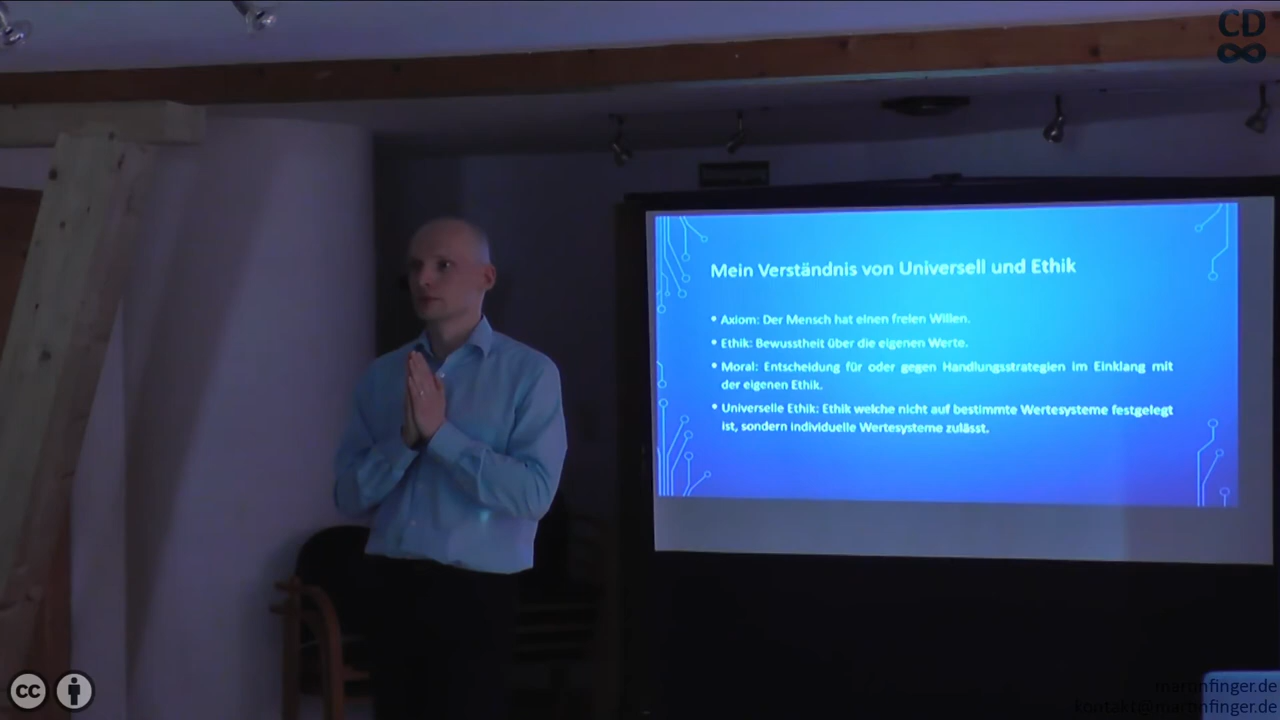 CD
Mein Verständnis von Universell und Ethik
• Axiom: Der Mensch hat einen freien Willen.
• Ethik: Bewusstheit über die eigenen Werte.
• Moral: Entscheidung für oder gegen Handlungsstrategien im Einklang mit
der eigenen Ethik.
• Universelle Ethik: Ethik welche nicht auf bestimmte Wertesysteme festgelegt
ist, sondern individuelle Wertesysteme zulässt.
cc
martinfinger.de
kontakt@martinfinger.de